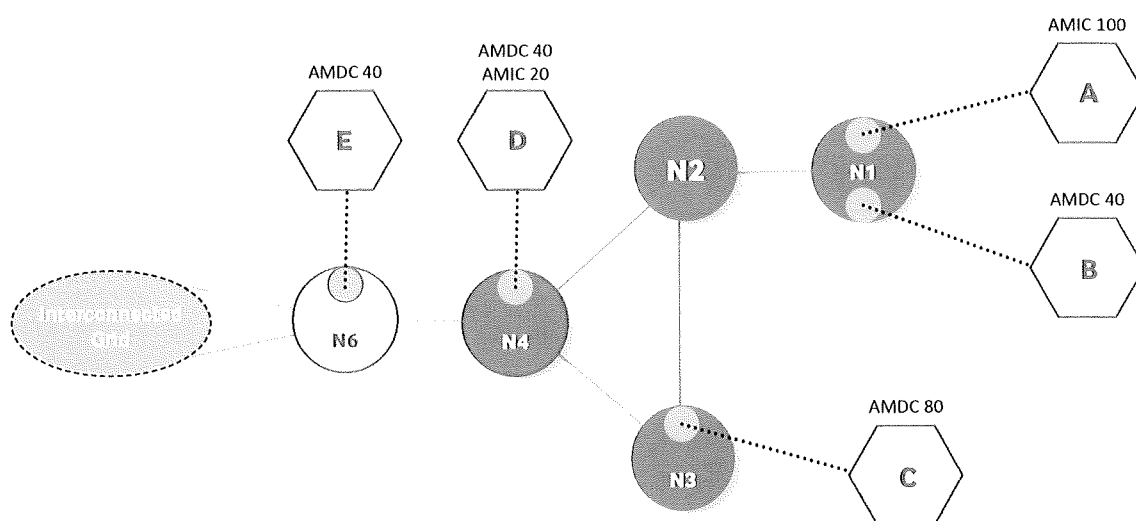 AMIC 100
A
AMDC 40
AMIC 20
AMDC 40
E
D
N2
N1
AMDC 40
B
Interconnected
Grid
N6
N4
AMDC 80
N3
C